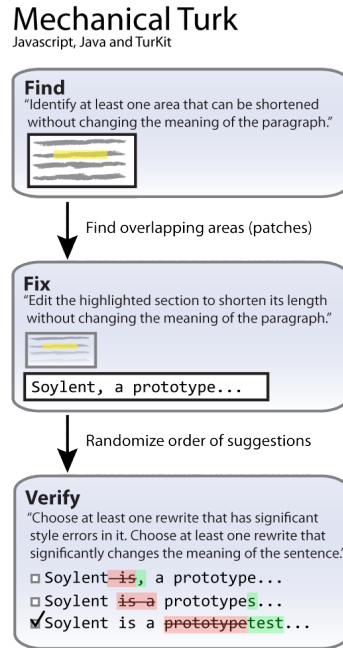 Mechanical Turk
Javascript, Java and TurKit
Find
“Identify at least one area that can be shortened
without changing the meaning of the paragraph.”
Find overlapping areas (patches)
Fix
“Edit the highlighted section to shorten its length
without changing the meaning of the paragraph.”
Soylent, a prototype...
Randomize order of suggestions
Verify
“Choose at least one rewrite that has significant
style errors in it. Choose at least one rewrite that
significantly changes the meaning of the sentence.”
Soylent is, a prototype...
Soylent is a prototypes...
Soylent is a prototypetest...